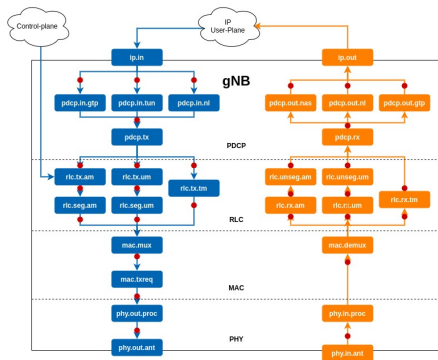 Control-plane
IP
User-Plane
ip.in
ip.out
gNB
pdcp.in.gtp
pdcp.in.tun
pdcp.in.nl
pdcp.out.nas
pdcp.out.nl
pdcp.out.gtp
pdcp.tx
pdcp.rx
PDCP
rlc.tx.am
rlc.tx.um
rlc.tx.tm
rlc.unseg.am
rlc.unseg.um
rlc.rx.tm
rlc.seg.am
rlc.seg.um
rlc.rx.am
rlc.rx.um
RLC
mac.mux
mac.demux
mac.txreq
MAC
phy.out.proc
phy.in.proc
PHY
phy.out.ant
phy.in.ant